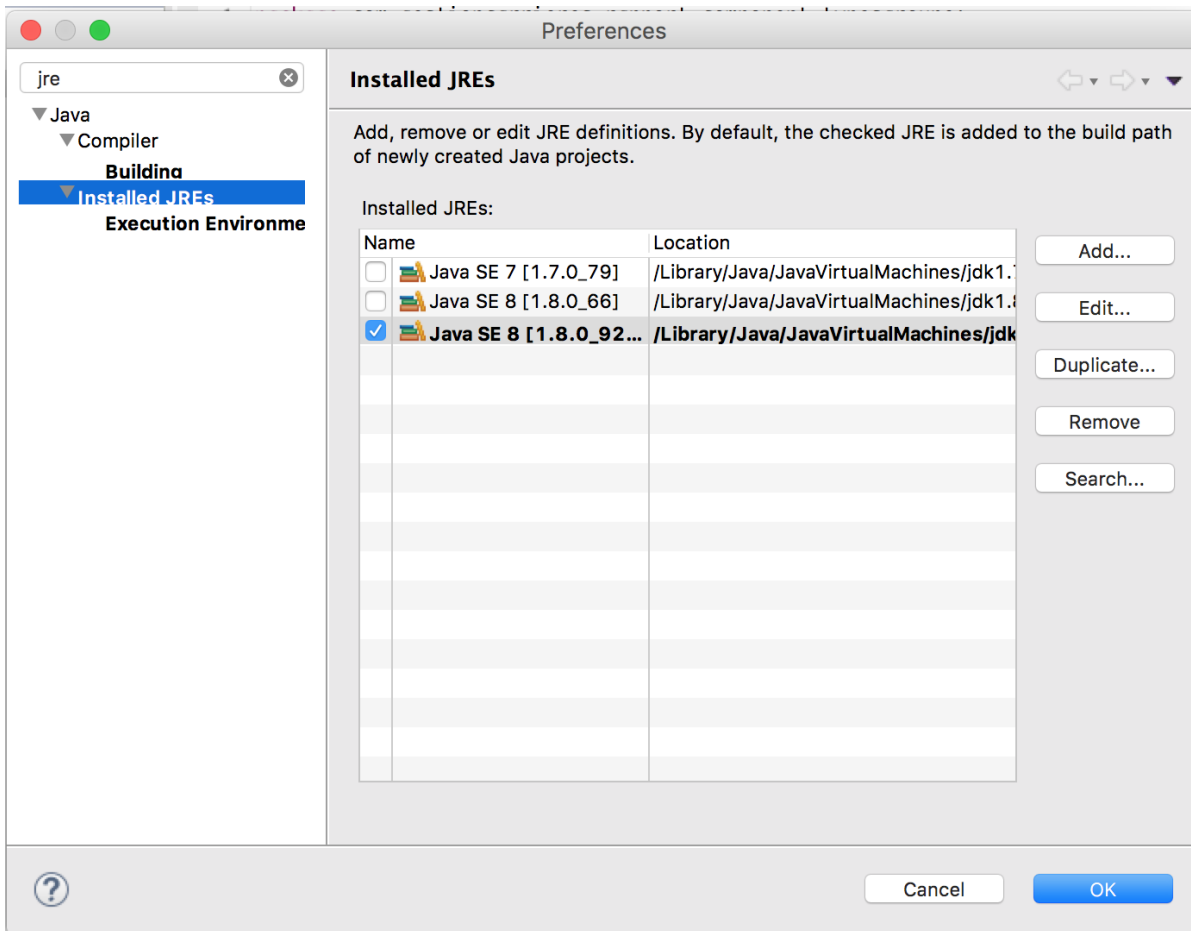 Preferences
jre
Java
Compiler
Building
Installed JREs
Execution Environme
Installed JREs
Add, remove or edit JRE definitions. By default, the checked JRE is added to the build path
of newly created Java projects.
Installed JREs:
Name Location
Java SE 7 [1.7.0_79] /Library/Java/JavaVirtualMachines/jdk1.
Java SE 8 [1.8.0_66] /Library/Java/JavaVirtualMachines/jdk1.8
Java SE 8 [1.8.0_92... /Library/Java/JavaVirtualMachines/jdk
Add...
Edit...
Duplicate...
Remove
Search...
Cancel OK